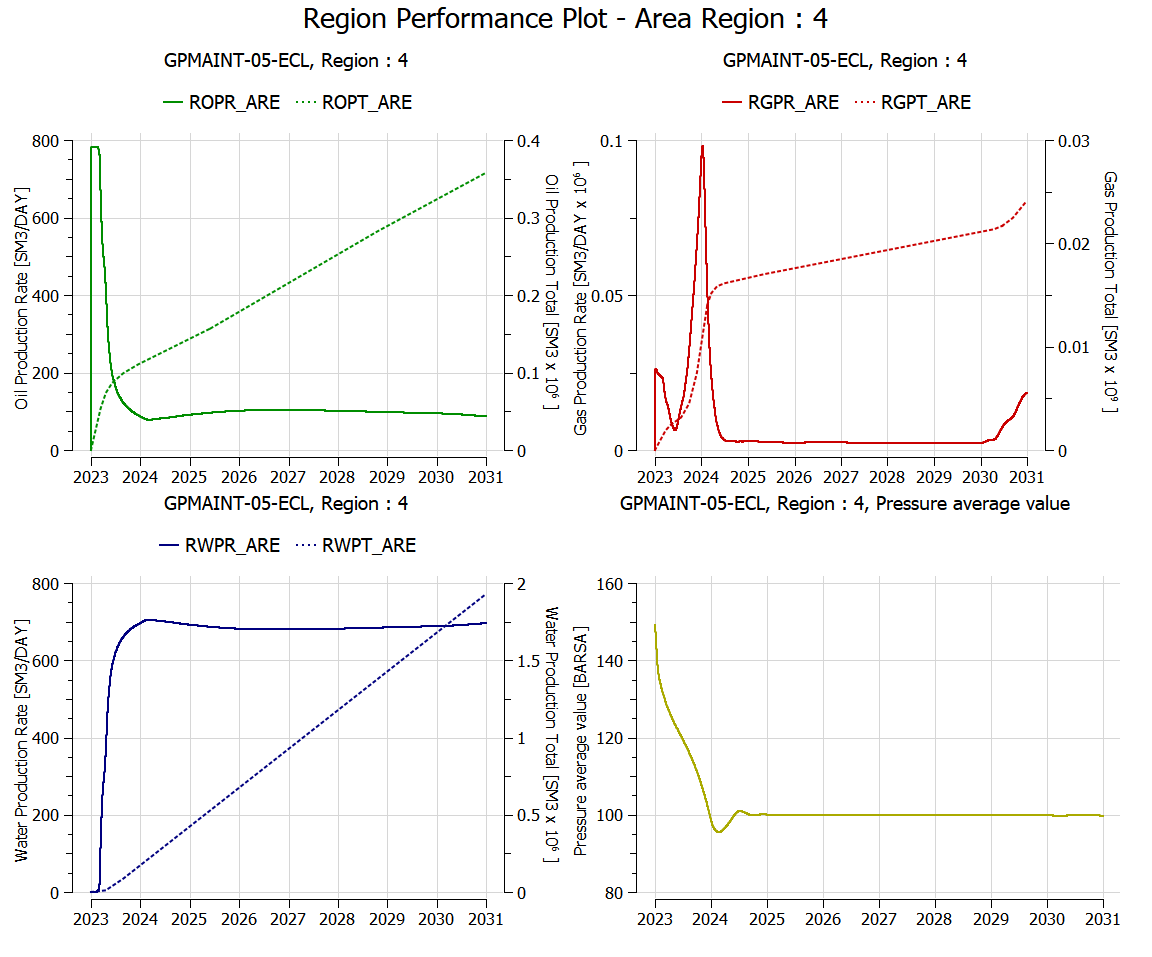 Region Performance Plot - Area Region : 4
GPMAINT-05-ECL, Region : 4
ROPR_ARE ROPT_ARE
Oil Production Rate [SM3/DAY]
800
600
400
200
0
0.4
0.3
0.2
0.1
0
Oil Production Total [SM3 x 10⁶ ]
2023 2024 2025 2026 2027 2028 2029 2030 2031
GPMAINT-05-ECL, Region : 4
RGPR_ARE RGPT_ARE
Gas Production Rate [SM3/DAY x 10⁶ ]
0.1
0.05
0
0.03
0.02
0.01
0
Gas Production Total [SM3 x 10⁹ ]
2023 2024 2025 2026 2027 2028 2029 2030 2031
GPMAINT-05-ECL, Region : 4
RWPR_ARE RWPT_ARE
Water Production Rate [SM3/DAY]
800
600
400
200
0
2
1.5
1
0.5
0
Water Production Total [SM3 x 10⁶ ]
2023 2024 2025 2026 2027 2028 2029 2030 2031
GPMAINT-05-ECL, Region : 4, Pressure average value
Pressure average value [BARSA]
160
140
120
100
80
2023 2024 2025 2026 2027 2028 2029 2030 2031